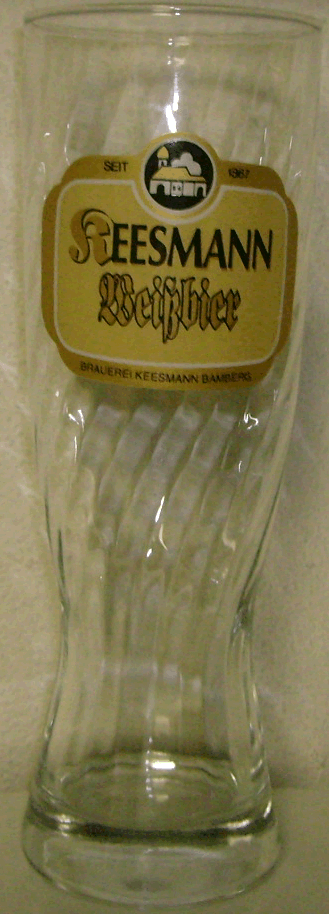 SEIT 1867
KEESMANN
Weißbier
BRAUEREI KEESMANN BAMBERG